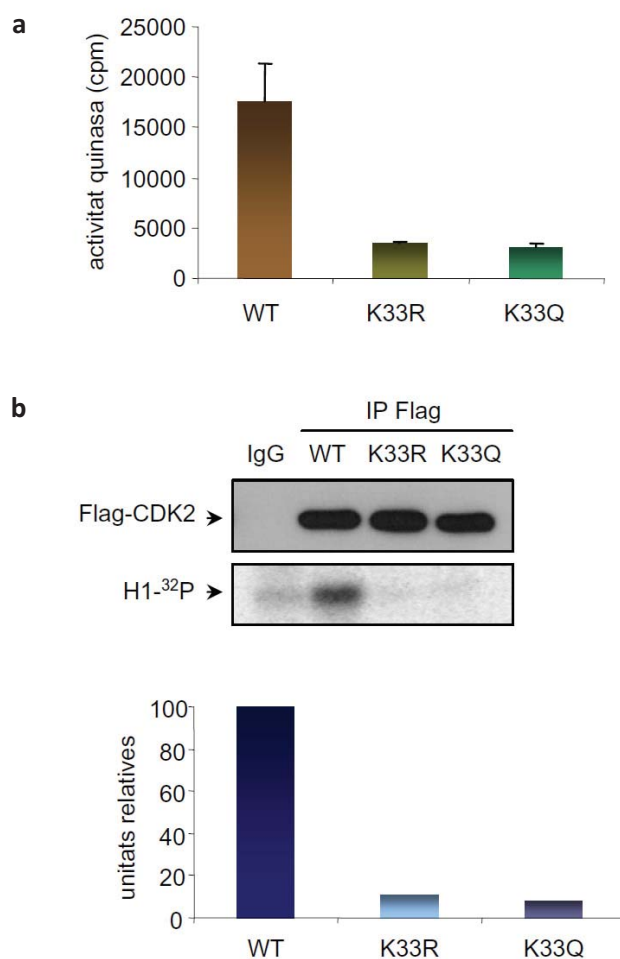 a
activitat quinasa (cpm)
25000
20000
15000
10000
5000
0
WT K33R K33Q
b
IP Flag
IgG WT K33R K33Q
Flag-CDK2
H1-³²P
unitats relatives
100
80
60
40
20
0
WT K33R K33Q